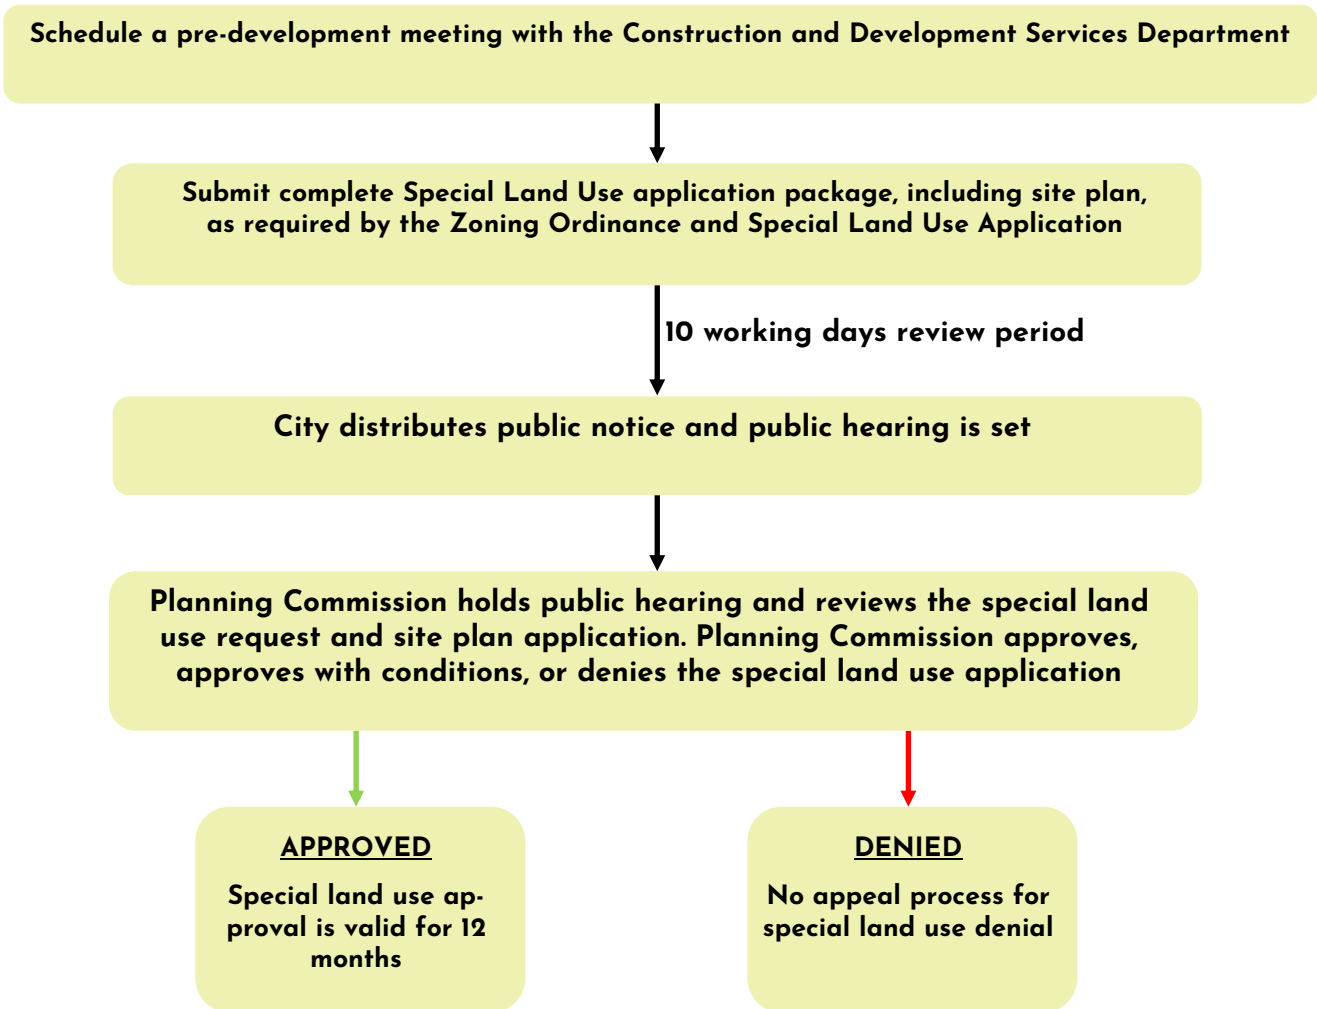 Schedule a pre-development meeting with the Construction and Development Services Department
Submit complete Special Land Use application package, including site plan,
as required by the Zoning Ordinance and Special Land Use Application
10 working days review period
City distributes public notice and public hearing is set
Planning Commission holds public hearing and reviews the special land
use request and site plan application. Planning Commission approves,
approves with conditions, or denies the special land use application
APPROVED
Special land use ap-
proval is valid for 12
months
DENIED
No appeal process for
special land use denial